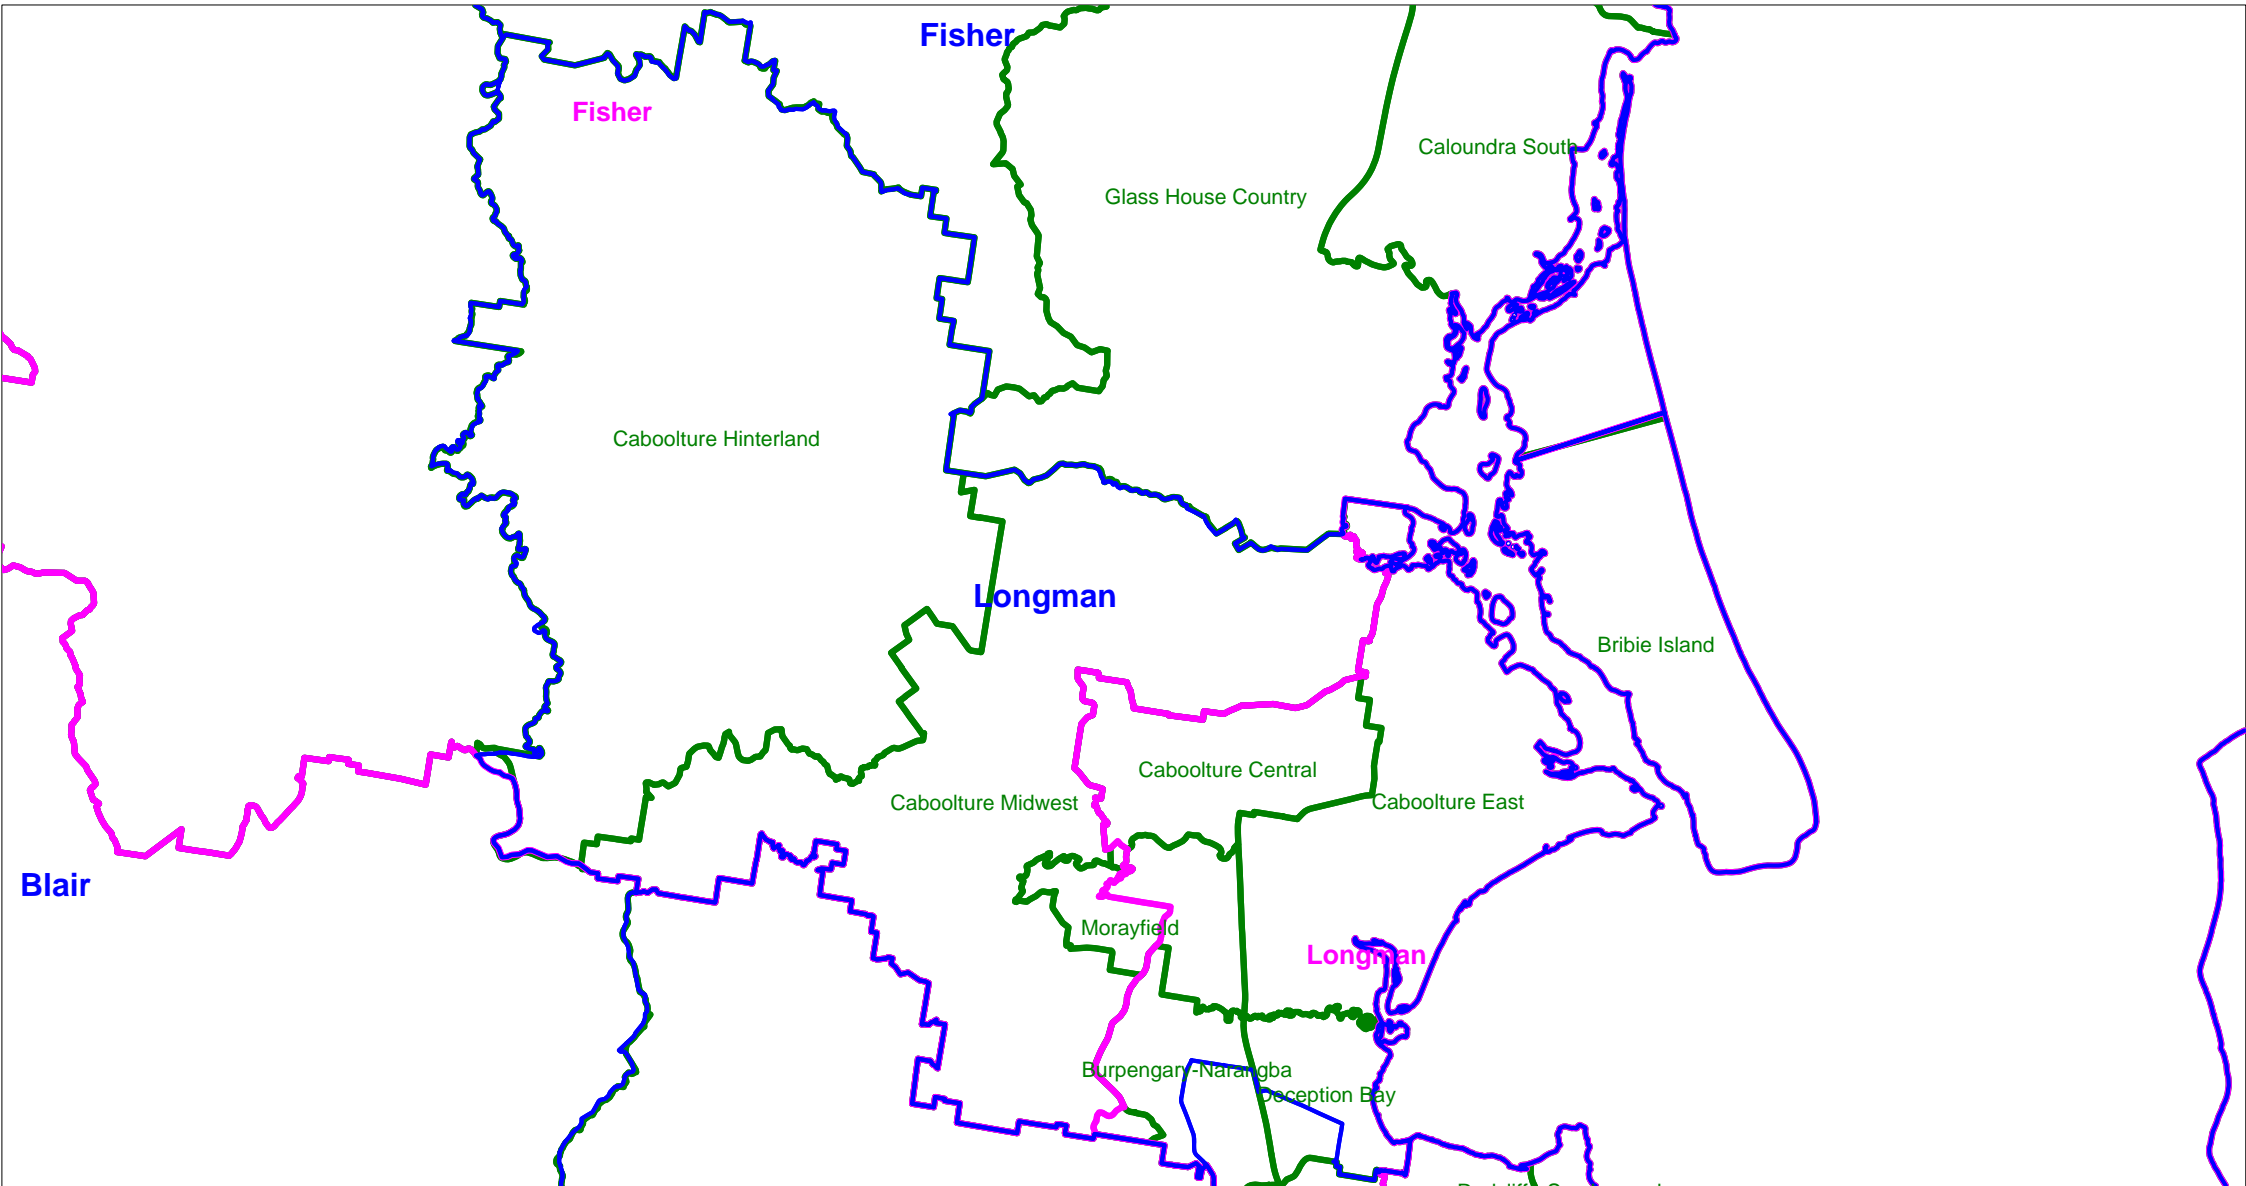 Fisher
Fisher
Caloundra South
Glass House Country
Caboolture Hinterland
Longman
Bribie Island
Caboolture Central
Caboolture East
Caboolture Midwest
Blair
Morayfield
Longman
Burpengary-Narangba
Deception Bay